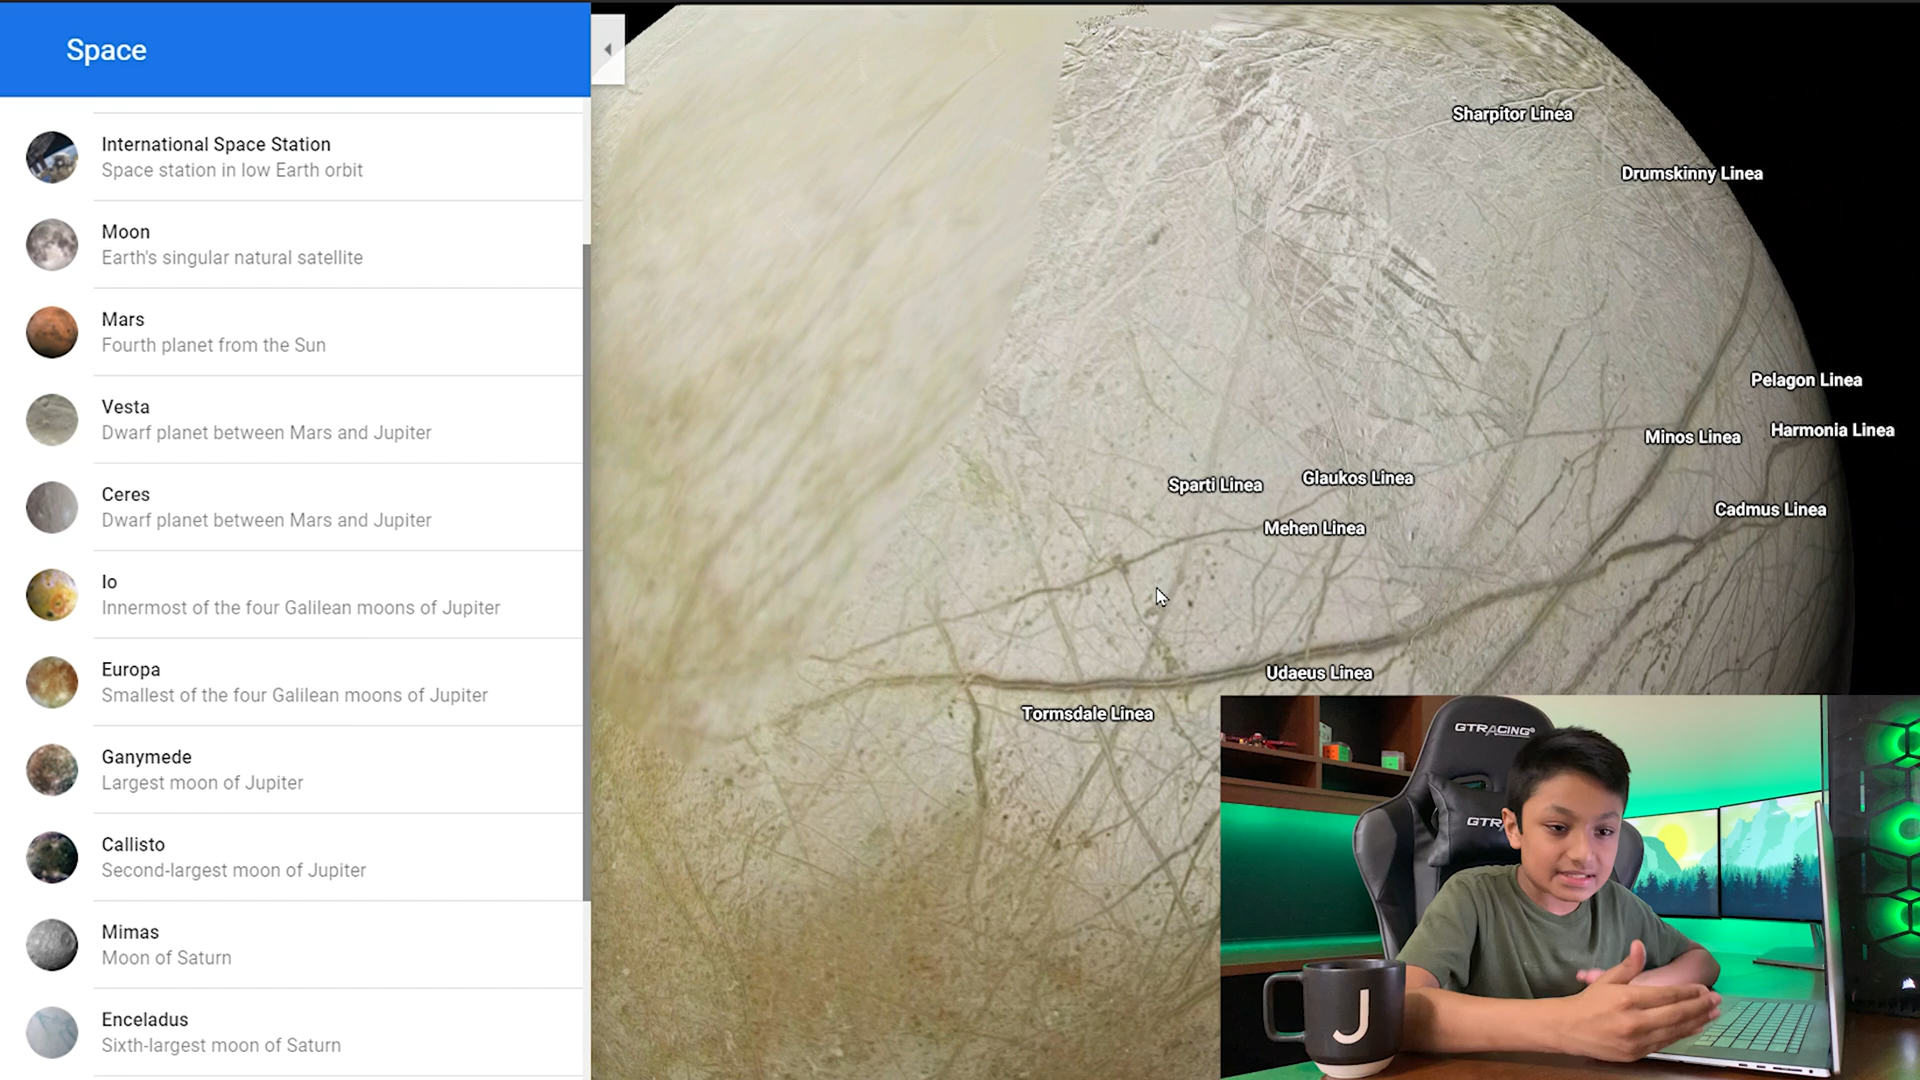 Space
International Space Station
Space station in low Earth orbit
Moon
Earth's singular natural satellite
Mars
Fourth planet from the Sun
Vesta
Dwarf planet between Mars and Jupiter
Ceres
Dwarf planet between Mars and Jupiter
Io
Innermost of the four Galilean moons of Jupiter
Europa
Smallest of the four Galilean moons of Jupiter
Ganymede
Largest moon of Jupiter
Callisto
Second-largest moon of Jupiter
Mimas
Moon of Saturn
Enceladus
Sixth-largest moon of Saturn
Sharpitor Linea
Drumskinny Linea
Pelagon Linea
Harmonia Linea
Minos Linea
Glaukos Linea
Sparti Linea
Cadmus Linea
Mehen Linea
Udaeus Linea
Tormsdale Linea
GTRACING
GTR
J